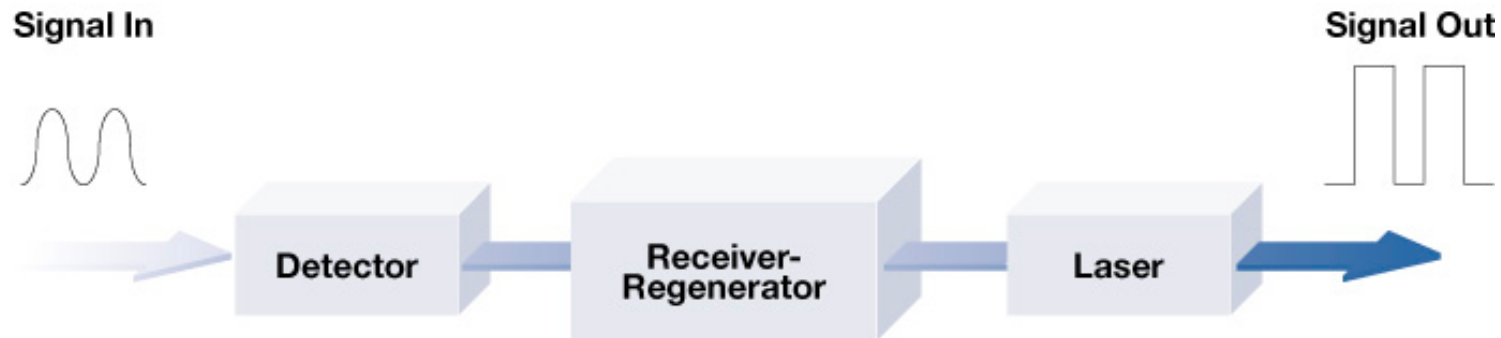 Signal In
Signal Out
Detector
Receiver-
Regenerator
Laser